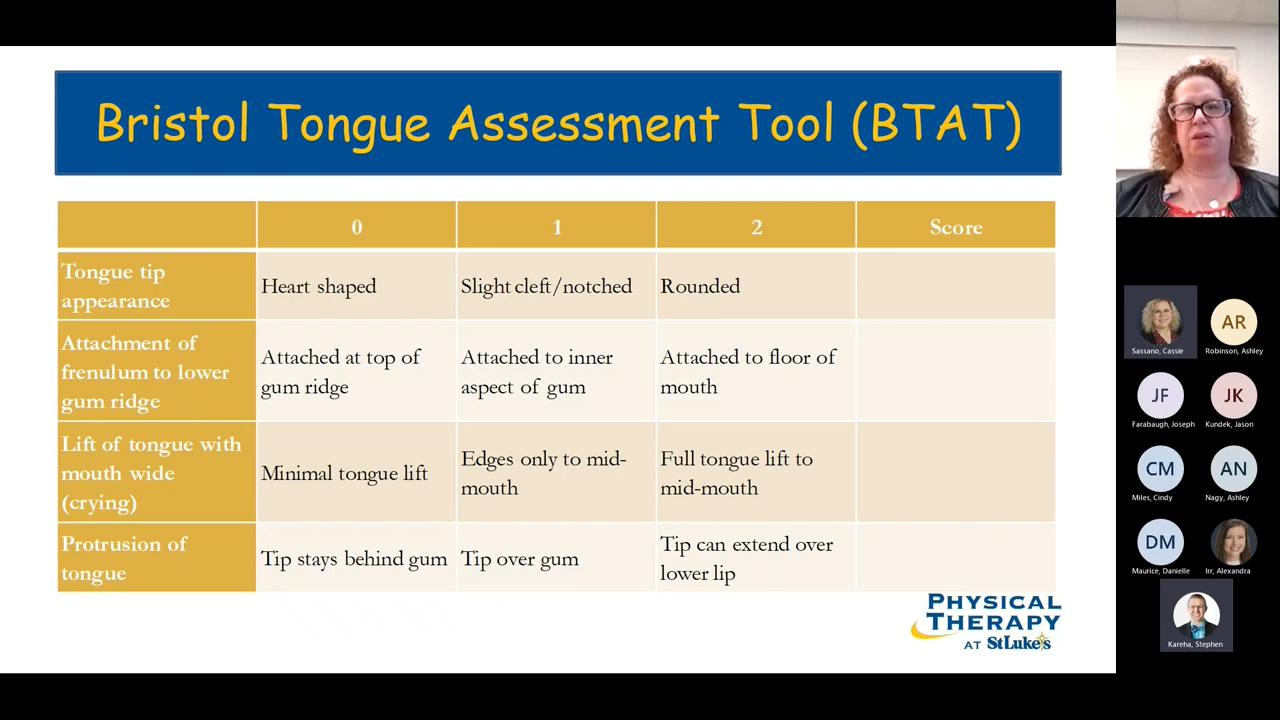 Bristol Tongue Assessment Tool (BTAT)
0 1 2 Score
Tongue tip
appearance
Heart shaped
Slight cleft/notched
Rounded
Attachment of
frenulum to lower
gum ridge
Attached at top of
gum ridge
Attached to inner
aspect of gum
Attached to floor of
mouth
Lift of tongue with
mouth wide
(crying)
Minimal tongue lift
Edges only to mid-
mouth
Full tongue lift to
mid-mouth
Protrusion of
tongue
Tip stays behind gum
Tip over gum
Tip can extend over
lower lip
PHYSICAL
THERAPY
AT StLuke's
Sassano, Cassie
AR
Robinson, Ashley
JF
Farabaugh, Joseph
JK
Kundek, Jason
CM
Miles, Cindy
AN
Nagy, Ashley
DM
Maurice, Danielle
Irr, Alexandra
Kareha, Stephen